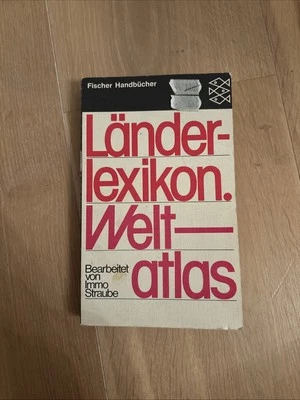 Fischer Handbücher
Länder-
lexikon.
Welt—
atlas
Bearbeitet
von
Immo
Straube